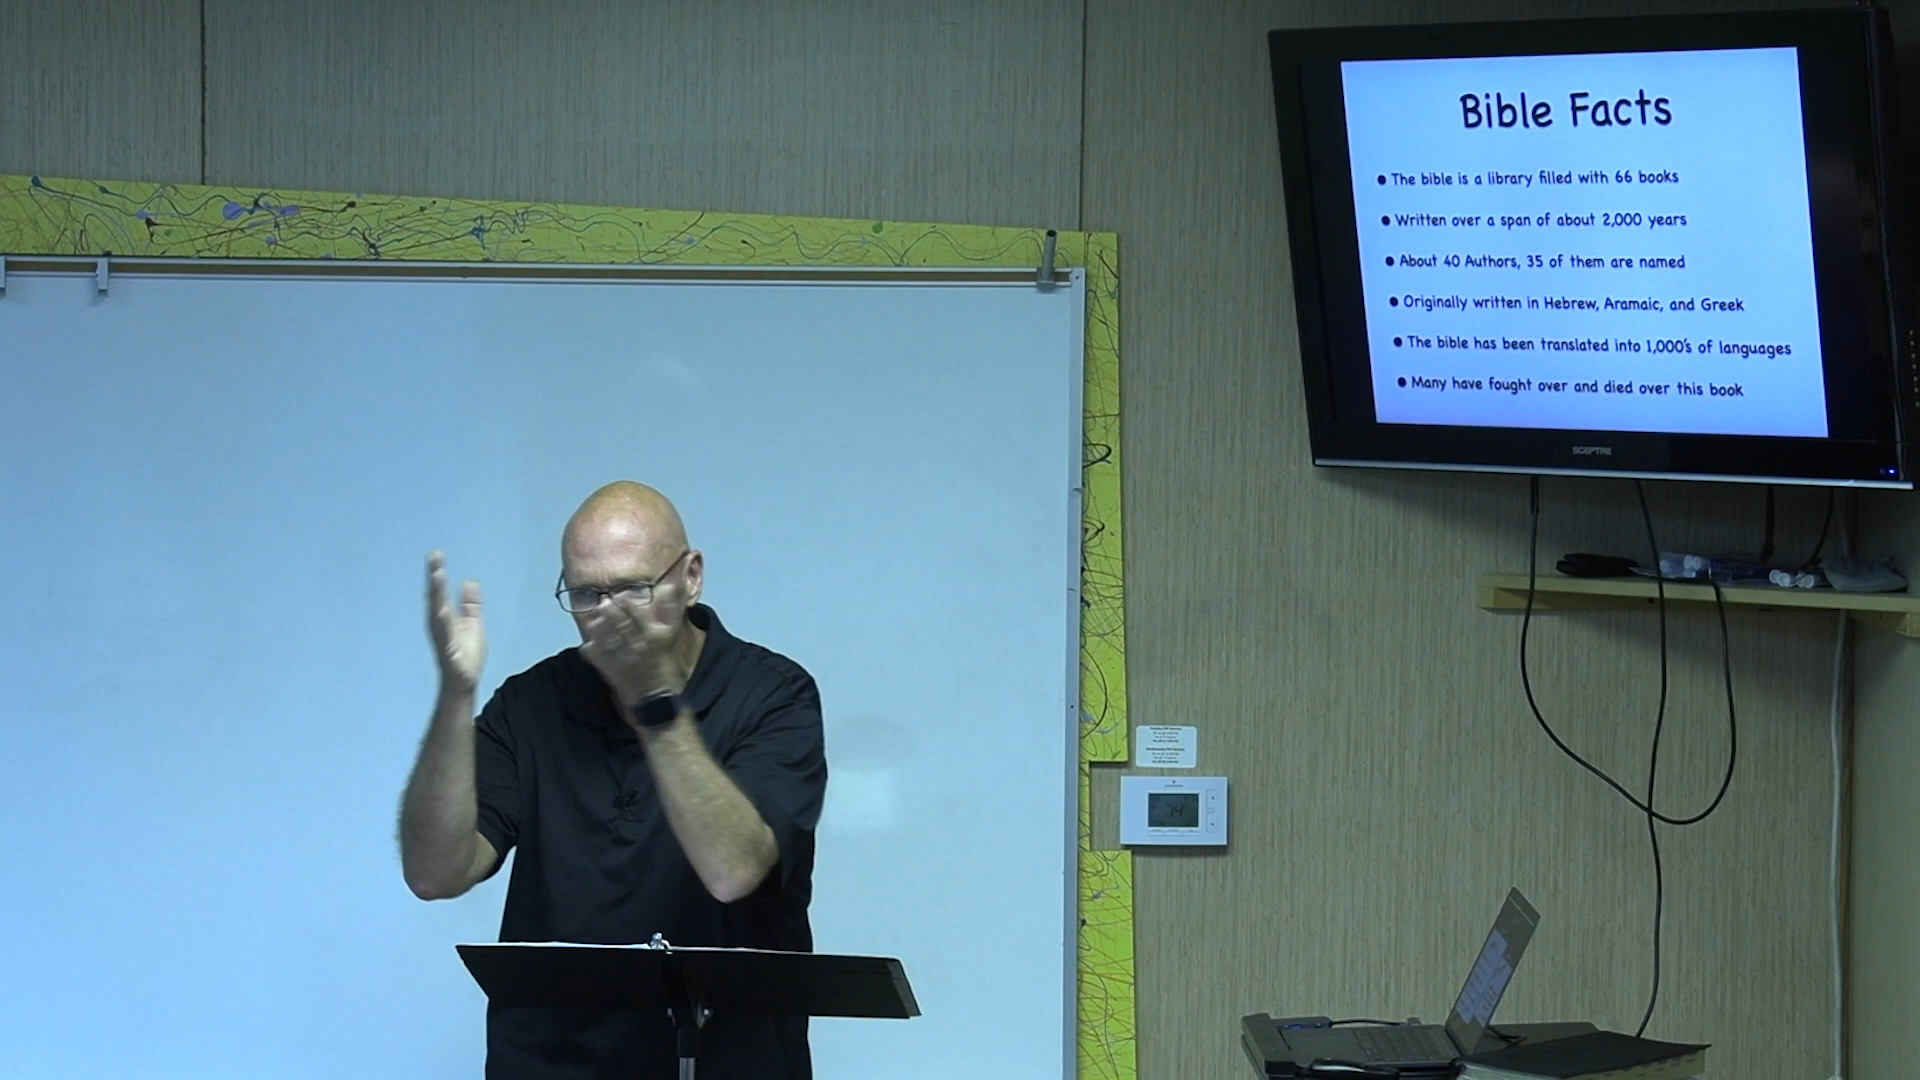 Bible Facts
• The bible is a library filled with 66 books
• Written over a span of about 2,000 years
• About 40 Authors, 35 of them are named
• Originally written in Hebrew, Aramaic, and Greek
• The bible has been translated into 1,000's of languages
• Many have fought over and died over this book
SCEPTRE
74